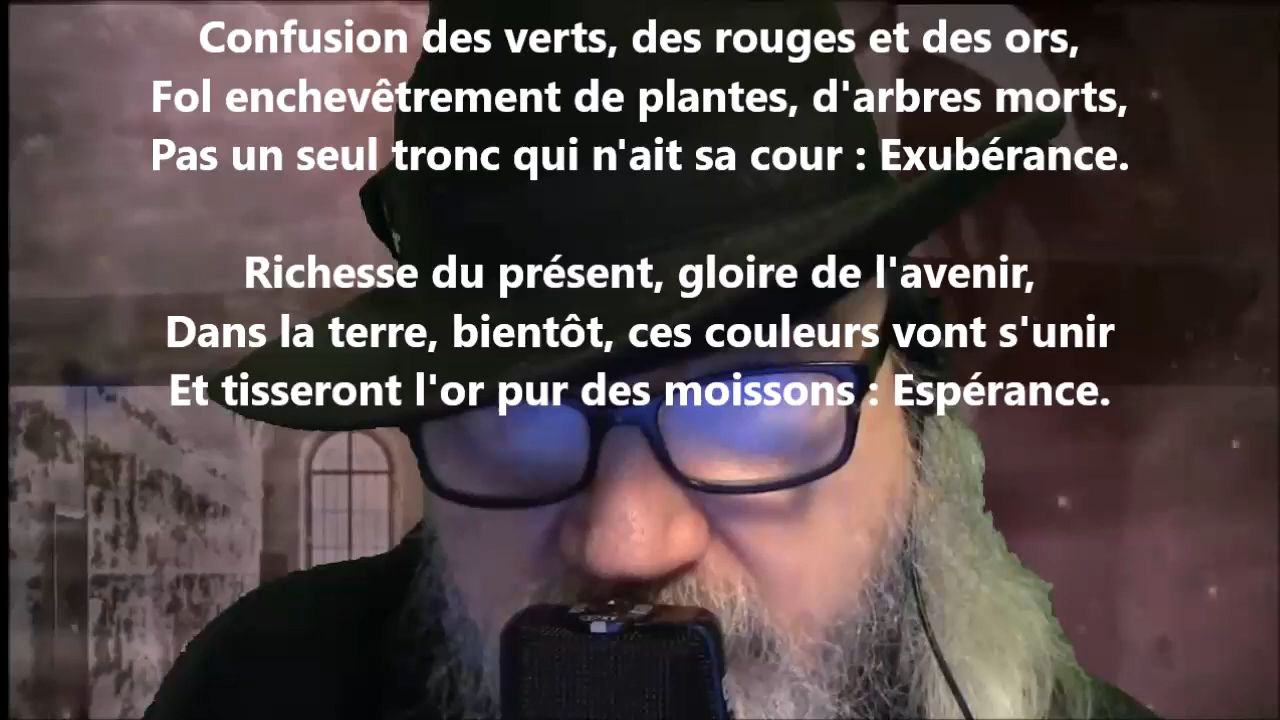 Confusion des verts, des rouges et des ors,
Fol enchevêtrement de plantes, d'arbres morts,
Pas un seul tronc qui n'ait sa cour : Exubérance.
Richesse du présent, gloire de l'avenir,
Dans la terre, bientôt, ces couleurs vont s'unir
Et tisseront l'or pur des moissons : Espérance.